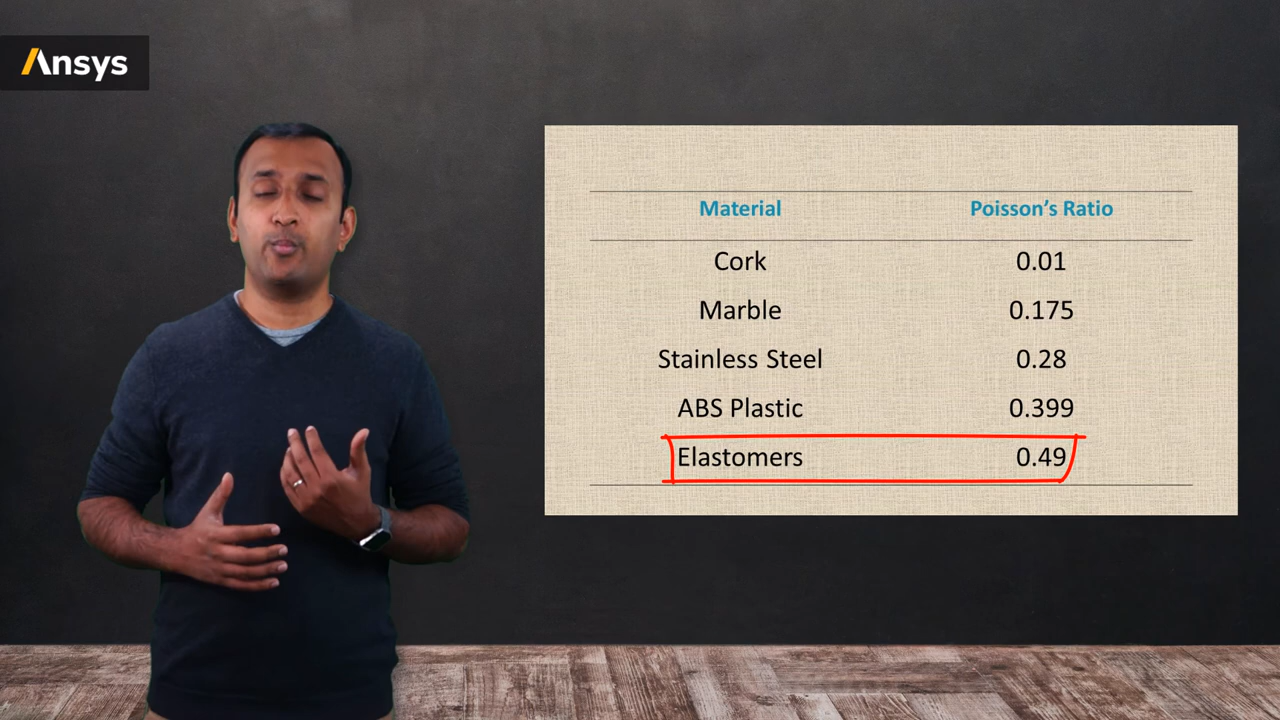 Ansys
Material Poisson's Ratio
Cork 0.01
Marble 0.175
Stainless Steel 0.28
ABS Plastic 0.399
Elastomers 0.49